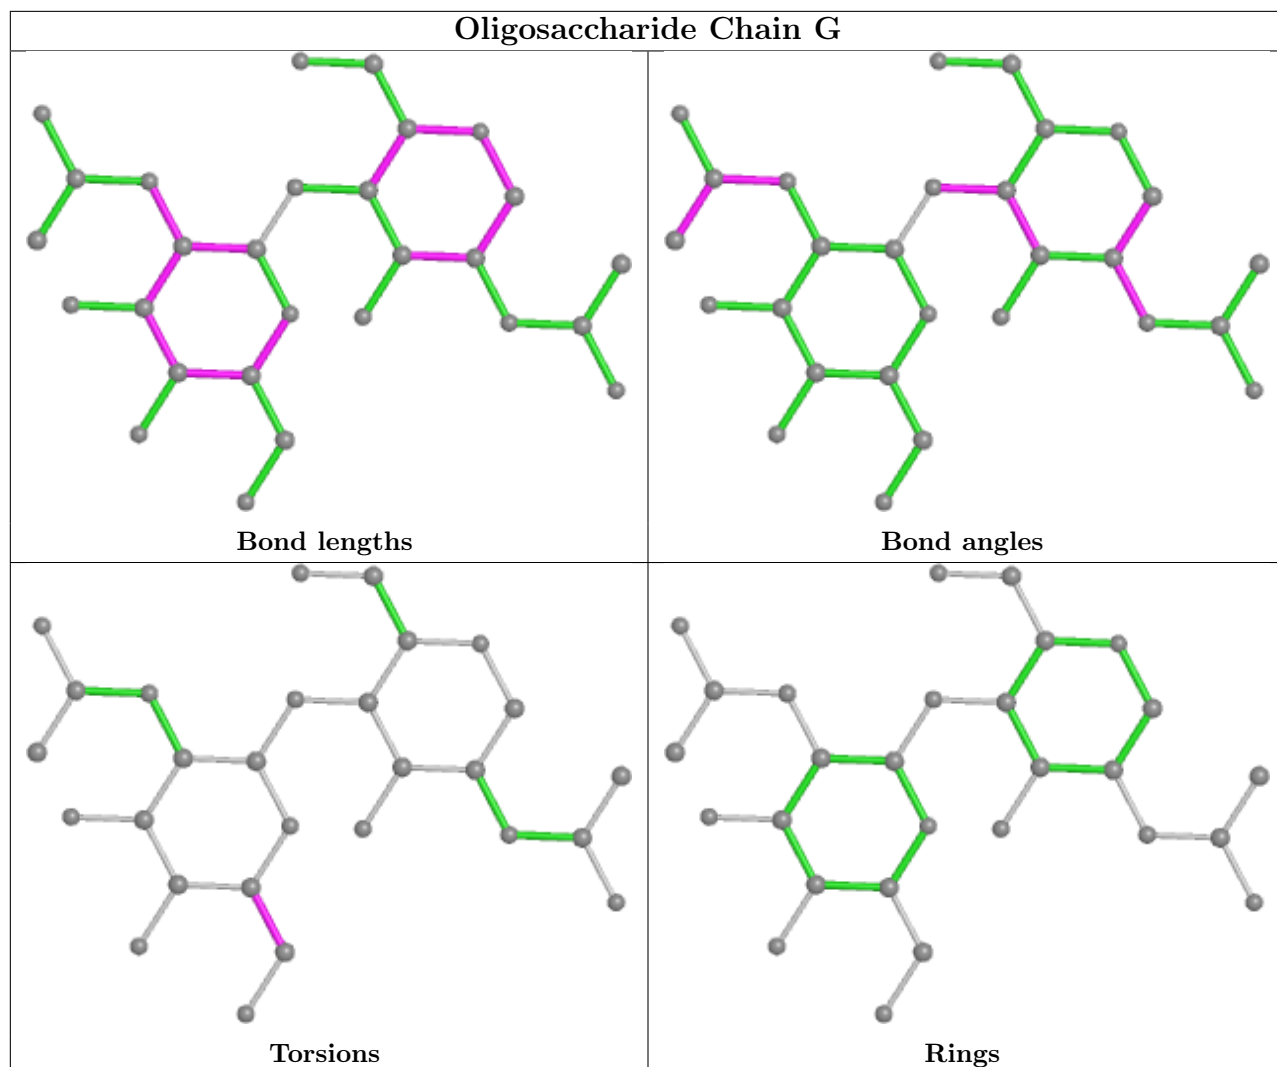 Oligosaccharide Chain G
Bond lengths
Bond angles
Torsions
Rings